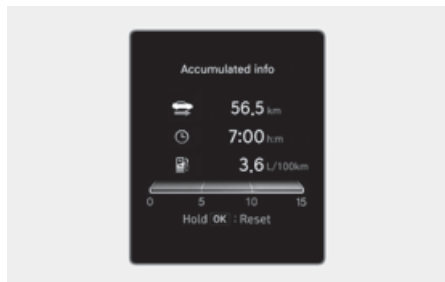 Accumulated info
56.5 km
7:00 h:m
3.6 L/100km
0 5 10 15
Hold OK : Reset